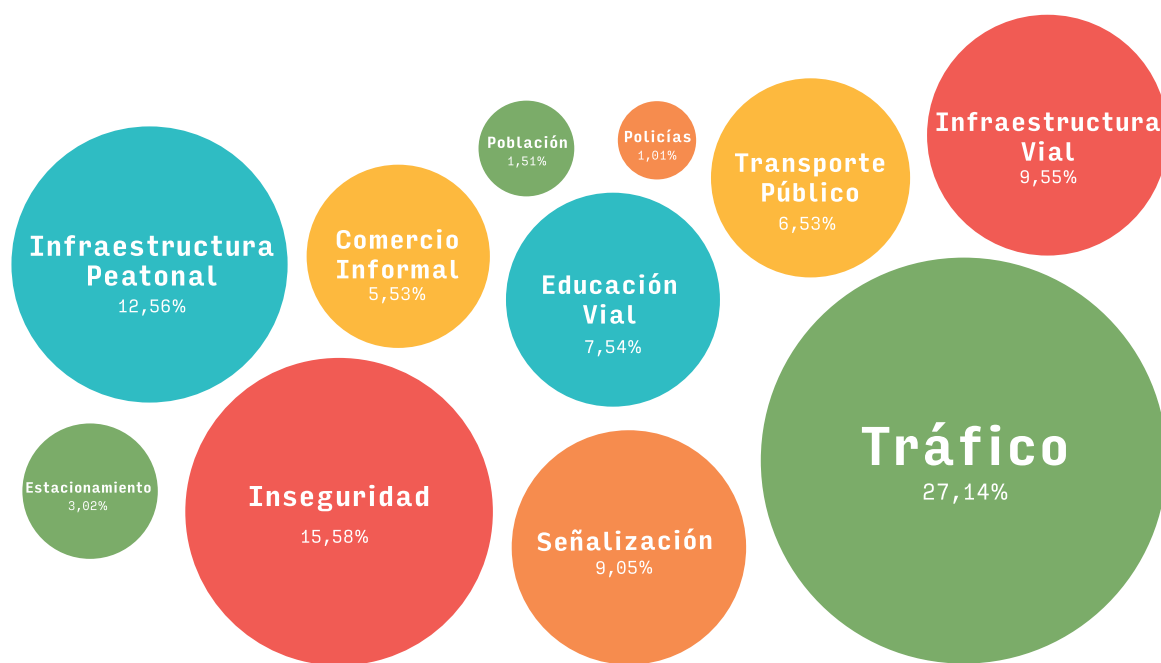 Infraestructura
Vial
9,55%
Población
1,51%
Policías
1,01%
Transporte
Público
6,53%
Infraestructura
Peatonal
12,56%
Comercio
Informal
5,53%
Educación
Vial
7,54%
Tráfico
27,14%
Estacionamiento
3,02%
Inseguridad
15,58%
Señalización
9,05%